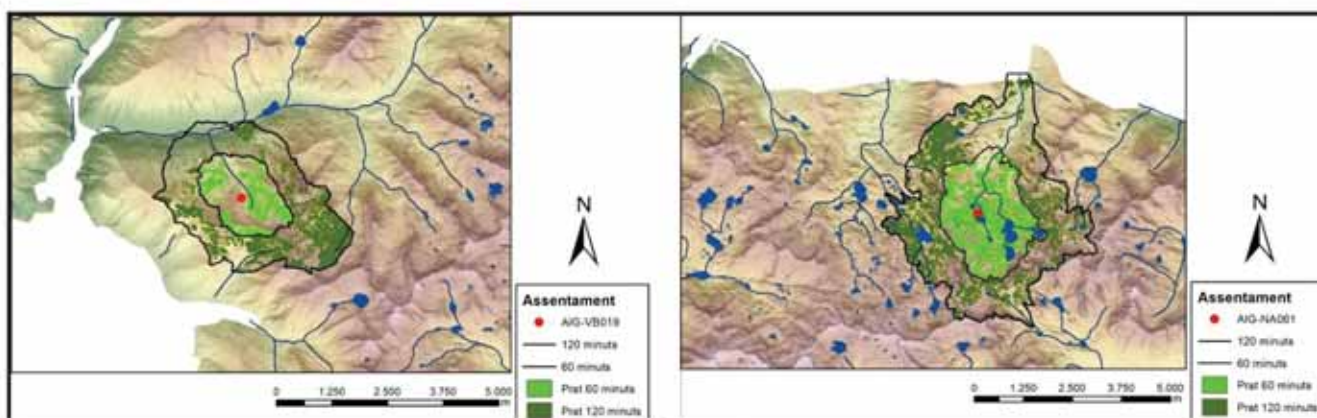 N
Assentament
AIG-VB019
120 minuts
60 minuts
Prat 60 minuts
Prat 120 minuts
0 1.250 2.500 3.750 5.000
m
N
Assentament
AIG-NA001
120 minuts
60 minuts
Prat 60 minuts
Prat 120 minuts
0 1.250 2.500 3.750 5.000
m